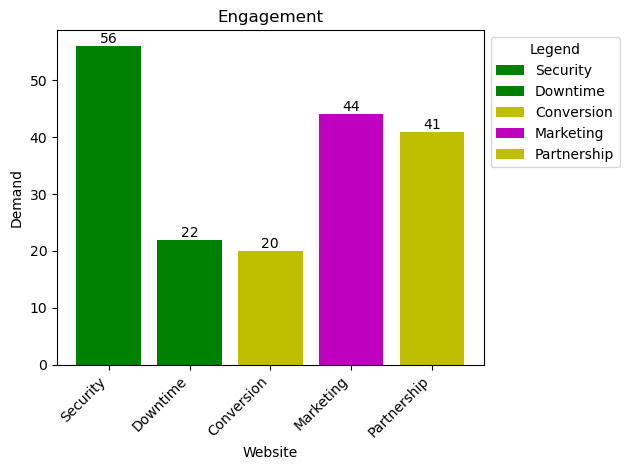 Engagement
56
22
20
44
41
Demand
50
40
30
20
10
0
Security
Downtime
Conversion
Marketing
Partnership
Website
Legend
Security
Downtime
Conversion
Marketing
Partnership